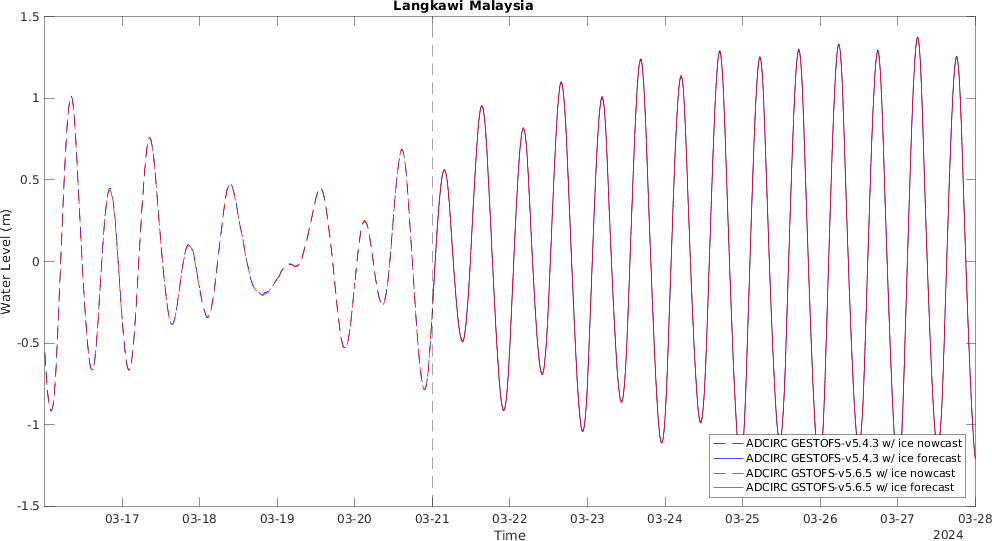 Langkawi Malaysia
1.5
1
0.5
0
-0.5
-1
-1.5
Water Level (m)
ADCIRC GESTOFS-v5.4.3 w/ ice nowcast
ADCIRC GESTOFS-v5.4.3 w/ ice forecast
ADCIRC GSTOFS-v5.6.5 w/ ice nowcast
ADCIRC GSTOFS-v5.6.5 w/ ice forecast
03-17 03-18 03-19 03-20 03-21 03-22 03-23 03-24 03-25 03-26 03-27 03-28
Time
2024